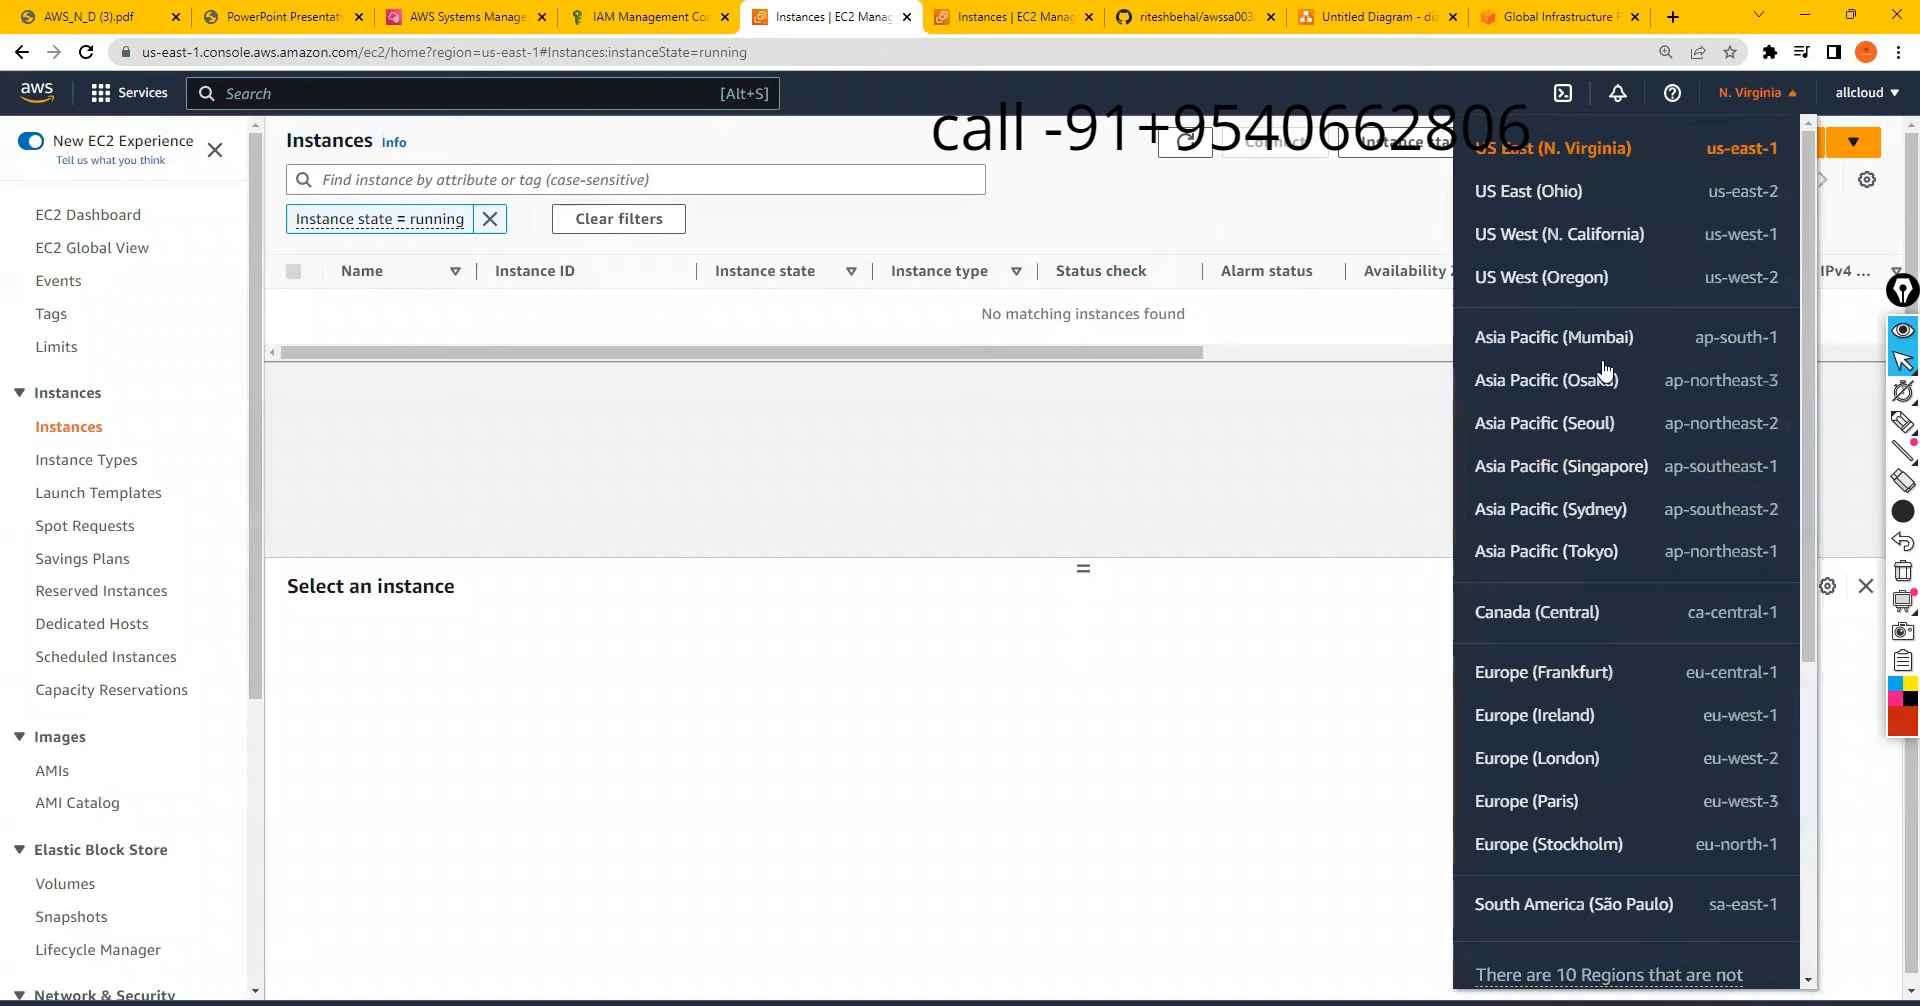 AWS_N_D (3).pdf
PowerPoint Presentatio
AWS Systems Manage
IAM Management Co
Instances | EC2 Manag
Instances | EC2 Manag
riteshbehal/awssa003
Untitled Diagram - dia
Global Infrastructure R
us-east-1.console.aws.amazon.com/ec2/home?region=us-east-1#Instances:instanceState=running
aws
Services
Search
[Alt+S]
N. Virginia
allcloud
call -91+9540662806
New EC2 Experience
Tell us what you think
EC2 Dashboard
EC2 Global View
Events
Tags
Limits
Instances
Instances
Instance Types
Launch Templates
Spot Requests
Savings Plans
Reserved Instances
Dedicated Hosts
Scheduled Instances
Capacity Reservations
Images
AMIs
AMI Catalog
Elastic Block Store
Volumes
Snapshots
Lifecycle Manager
Network & Security
Instances Info
Connect
Instance sta
Find instance by attribute or tag (case-sensitive)
Instance state = running
Clear filters
Name
Instance ID
Instance state
Instance type
Status check
Alarm status
Availability
IPv4 ...
No matching instances found
Select an instance
US East (N. Virginia) us-east-1
US East (Ohio) us-east-2
US West (N. California) us-west-1
US West (Oregon) us-west-2
Asia Pacific (Mumbai) ap-south-1
Asia Pacific (Osaka) ap-northeast-3
Asia Pacific (Seoul) ap-northeast-2
Asia Pacific (Singapore) ap-southeast-1
Asia Pacific (Sydney) ap-southeast-2
Asia Pacific (Tokyo) ap-northeast-1
Canada (Central) ca-central-1
Europe (Frankfurt) eu-central-1
Europe (Ireland) eu-west-1
Europe (London) eu-west-2
Europe (Paris) eu-west-3
Europe (Stockholm) eu-north-1
South America (São Paulo) sa-east-1
There are 10 Regions that are not